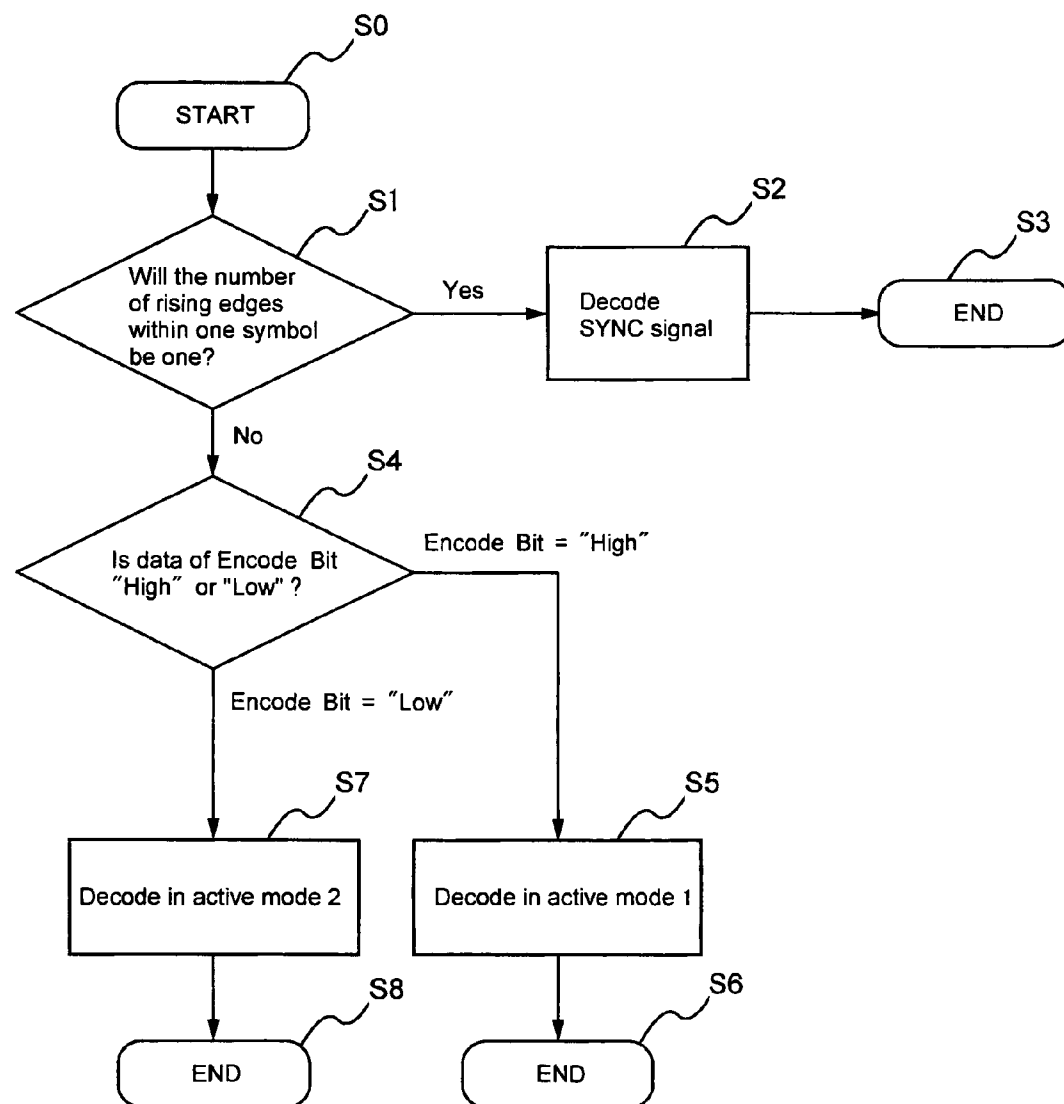 S0
START
S1
Will the number
of rising edges
within one symbol
be one?
Yes
S2
Decode
SYNC signal
S3
END
No
S4
Is data of Encode Bit
"High" or "Low" ?
Encode Bit = "High"
Encode Bit = "Low"
S7
Decode in active mode 2
S5
Decode in active mode 1
S8
END
S6
END